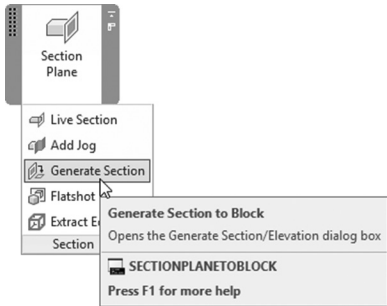 Section
Plane
Live Section
Add Jog
Generate Section
Flatshot
Extract
Section
Generate Section to Block
Opens the Generate Section/Elevation dialog box
SECTIONPLANETOBLOCK
Press F1 for more help